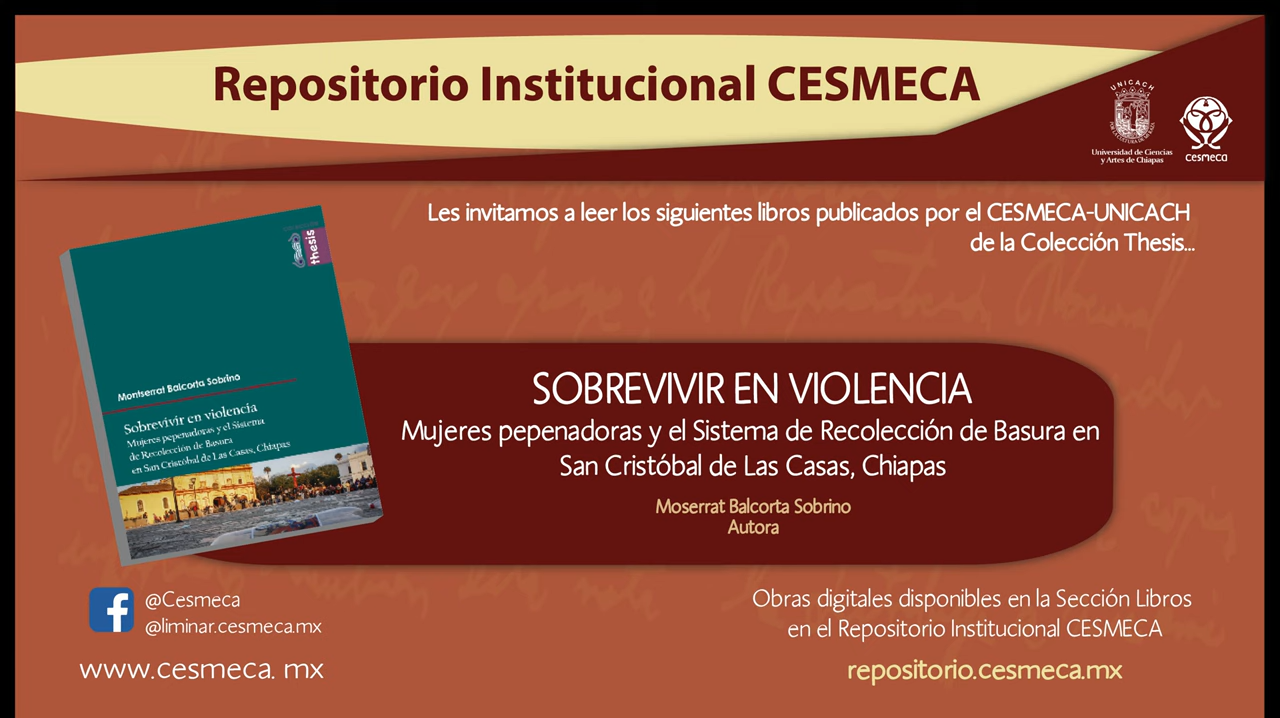 Repositorio Institucional CESMECA
UNICACH
Universidad de Ciencias
y Artes de Chiapas
cesmeca
Les invitamos a leer los siguientes libros publicados por el CESMECA-UNICACH
de la Colección Thesis...
thesis
Montserrat Balcorta Sobrino
Sobrevivir en violencia
Mujeres pepenadoras y el Sistema
de Recolección de Basura
en San Cristóbal de Las Casas, Chiapas
SOBREVIVIR EN VIOLENCIA
Mujeres pepenadoras y el Sistema de Recolección de Basura en
San Cristóbal de Las Casas, Chiapas
Moserrat Balcorta Sobrino
Autora
@Cesmeca
@liminar.cesmeca.mx
www.cesmeca. mx
Obras digitales disponibles en la Sección Libros
en el Repositorio Institucional CESMECA
repositorio.cesmeca.mx